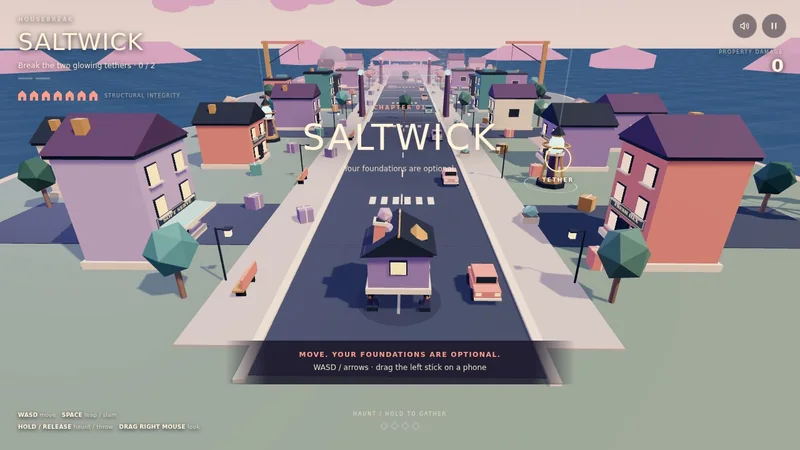 HOUSEBREAK
SALTWICK
Break the two glowing tethers · 0 / 2
STRUCTURAL INTEGRITY
PROPERTY DAMAGE
0
CHAPTER 01
SALTWICK
Your foundations are optional
TETHER
MOVE. YOUR FOUNDATIONS ARE OPTIONAL.
WASD / arrows · drag the left stick on a phone
WASD move · SPACE leap / slam
HOLD / RELEASE haunt / throw · DRAG RIGHT MOUSE look
HAUNT / HOLD TO GATHER